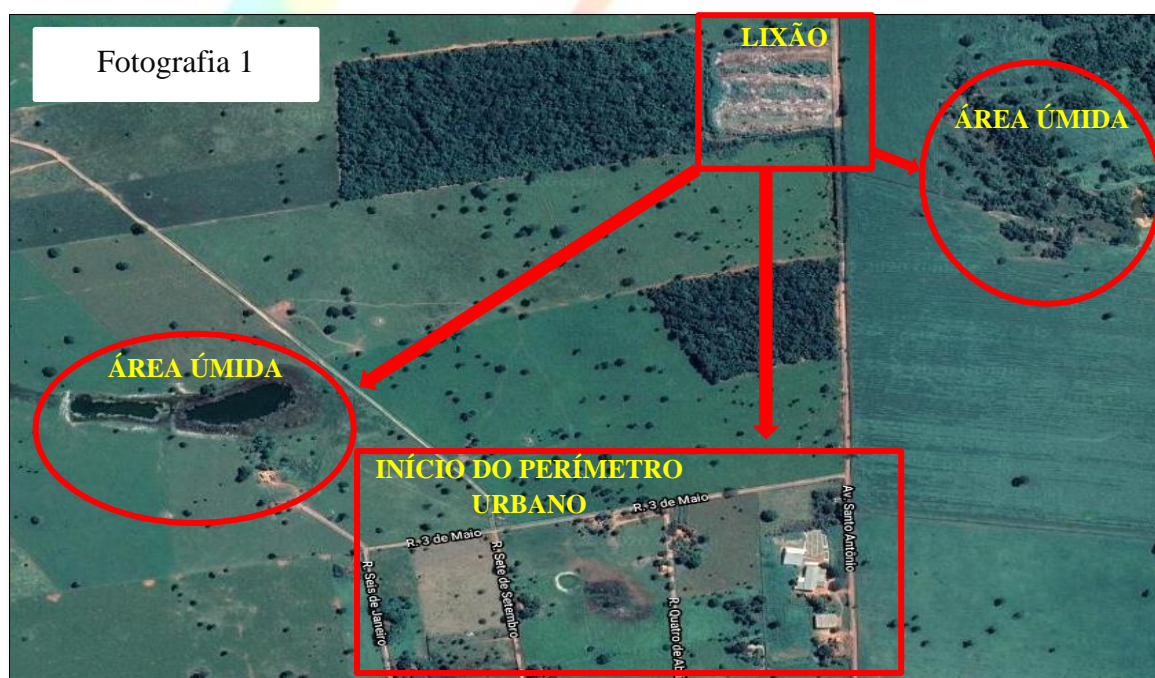 Fotografia 1
LIXÃO
ÁREA ÚMIDA
ÁREA ÚMIDA
INÍCIO DO PERÍMETRO
URBANO
R. 3 de Maio
R. 3 de Maio
Av. Santo Antônio
R. Seis de Janeiro
R. Sete de Setembro
R. Quatro de Ab